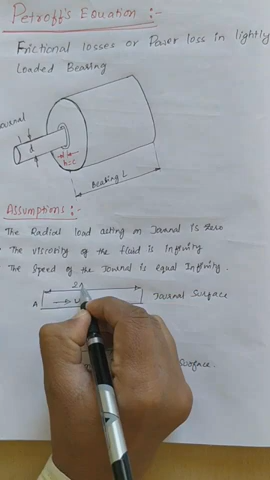 Petroff's Equation :-
Frictional losses or Power loss in lightly
Loaded Bearing
Journal
d
h=c
Bearing L
Assumptions :-
The Radial load acting on Journal is Zero
The viscosity of the fluid is infinity
The Speed of the Journal is equal Infinity.
A
U
Journal Surface
Surface.